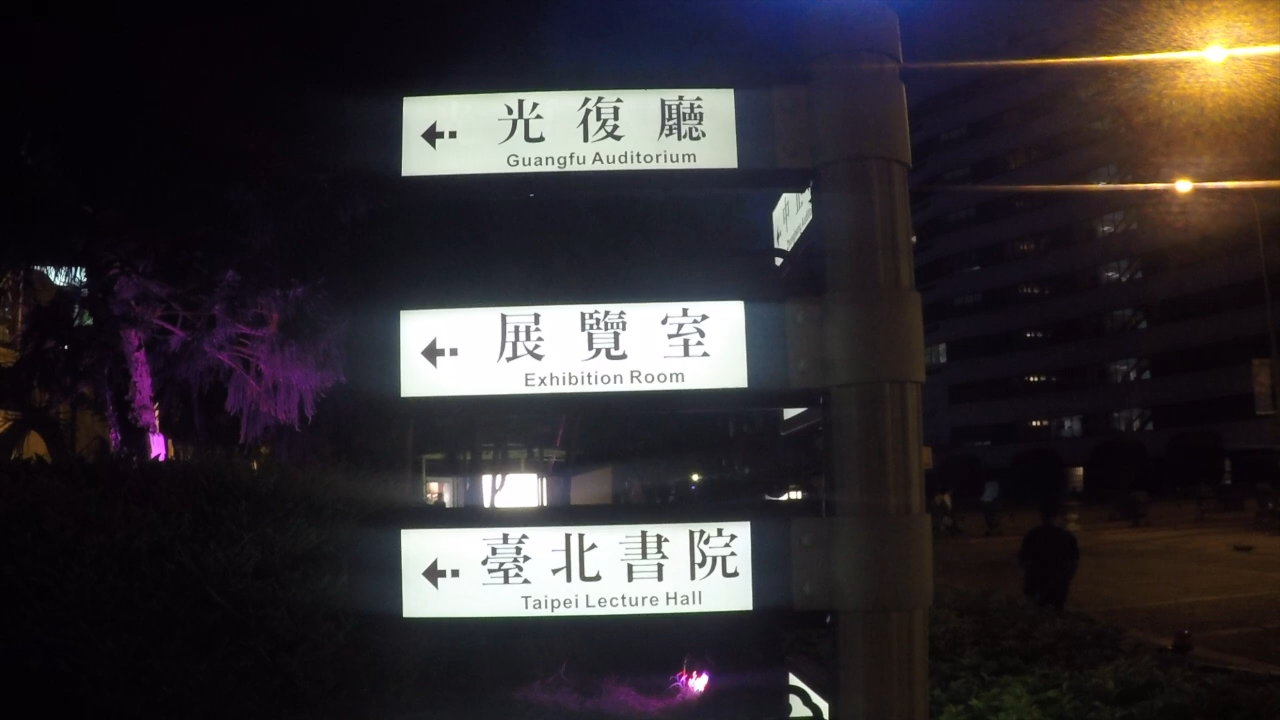 光復廳
Guangfu Auditorium
展覽室
Exhibition Room
臺北書院
Taipei Lecture Hall